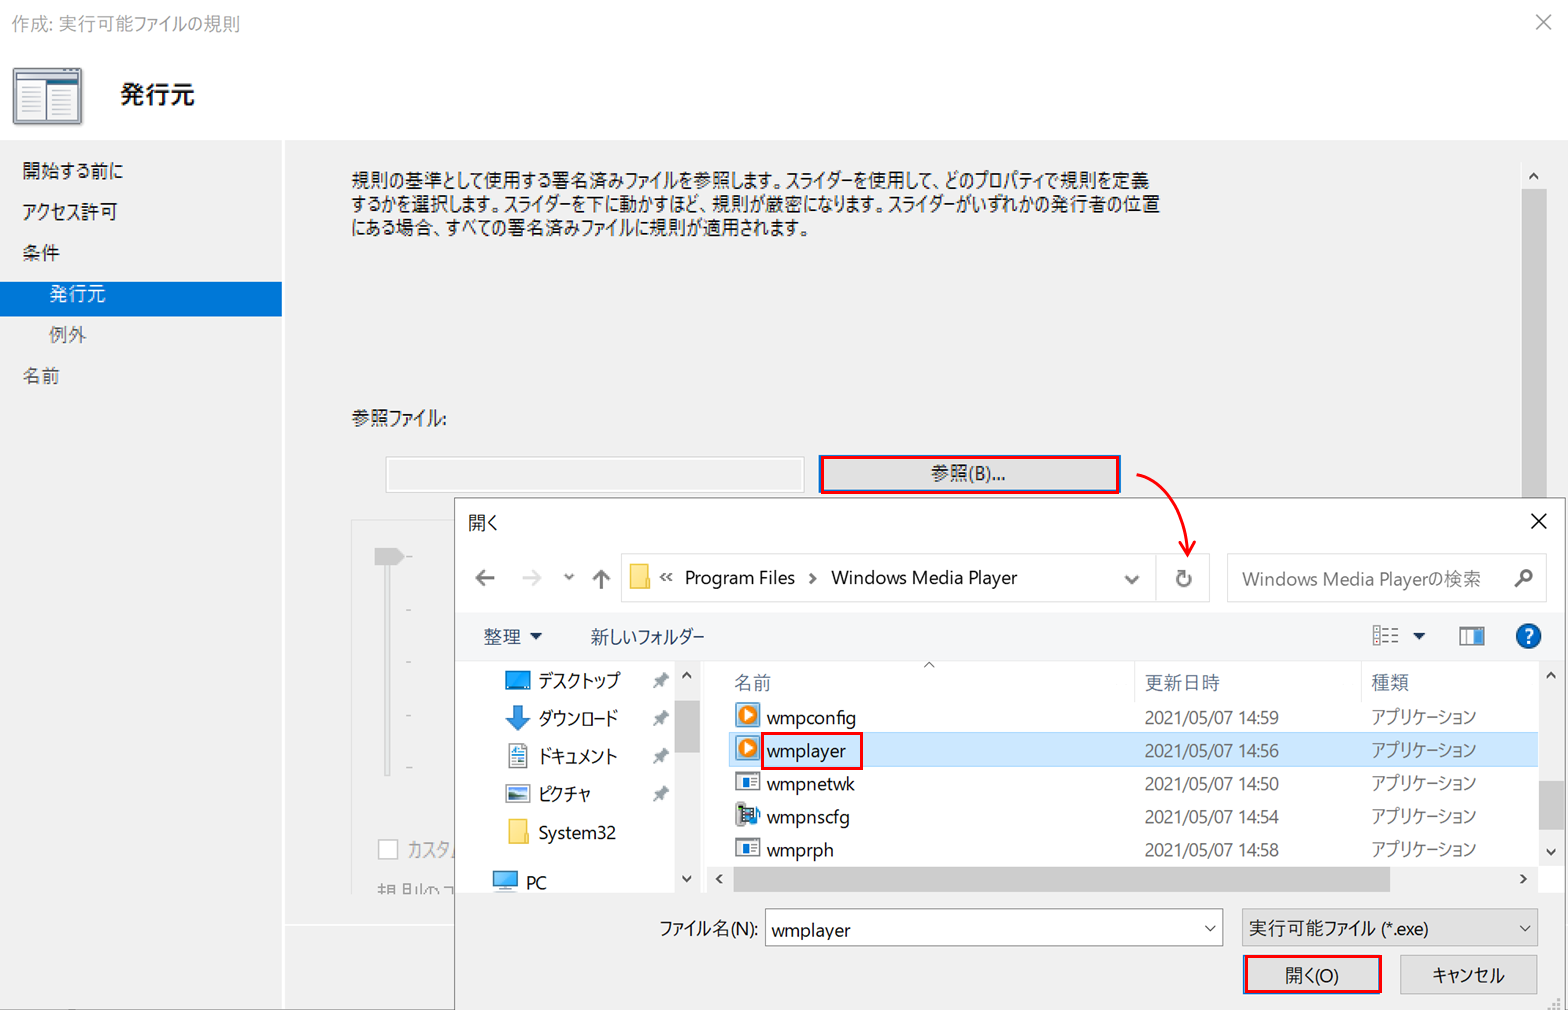 作成: 実行可能ファイルの規則
発行元
開始する前に
アクセス許可
条件
発行元
例外
名前
規則の基準として使用する署名済みファイルを参照します。スライダーを使用して、どのプロパティで規則を定義
するかを選択します。スライダーを下に動かすほど、規則が厳密になります。スライダーがいずれかの発行者の位置
にある場合、すべての署名済みファイルに規則が適用されます。
参照ファイル:
参照(B)...
カスタ
開く
« Program Files > Windows Media Player
Windows Media Playerの検索
整理
新しいフォルダー
デスクトップ
ダウンロード
ドキュメント
ピクチャ
System32
PC
名前 更新日時 種類
wmpconfig 2021/05/07 14:59 アプリケーション
wmplayer 2021/05/07 14:56 アプリケーション
wmpnetwk 2021/05/07 14:50 アプリケーション
wmpnscfg 2021/05/07 14:54 アプリケーション
wmprph 2021/05/07 14:58 アプリケーション
ファイル名(N): wmplayer
実行可能ファイル (*.exe)
開く(O)
キャンセル